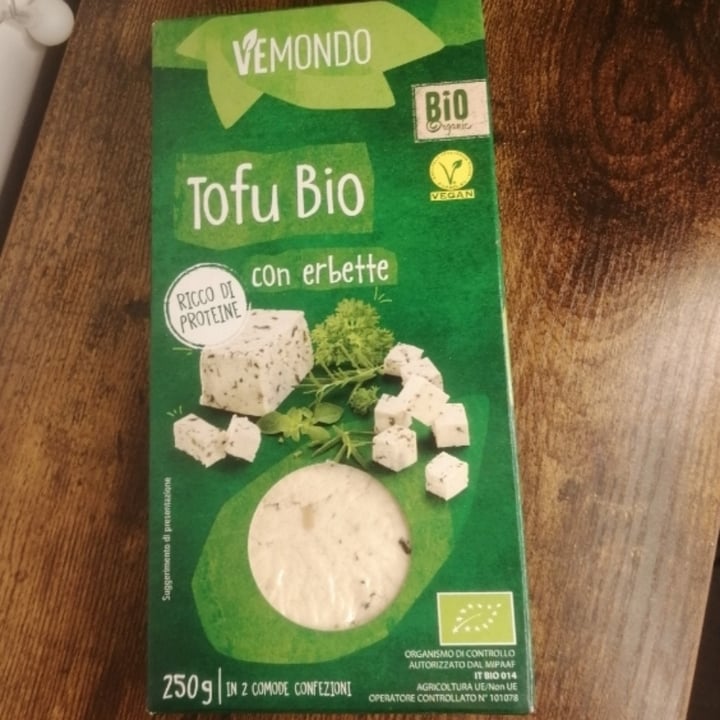 VEMONDO
BiO
Organic
VEGAN
Tofu Bio
con erbette
RICCO DI
PROTEINE
Suggerimento di presentazione
ORGANISMO DI CONTROLLO
AUTORIZZATO DAL MIPAAF
IT BIO 014
AGRICOLTURA UE/Non UE
OPERATORE CONTROLLATO N° 101078
250g | IN 2 COMODE CONFEZIONI